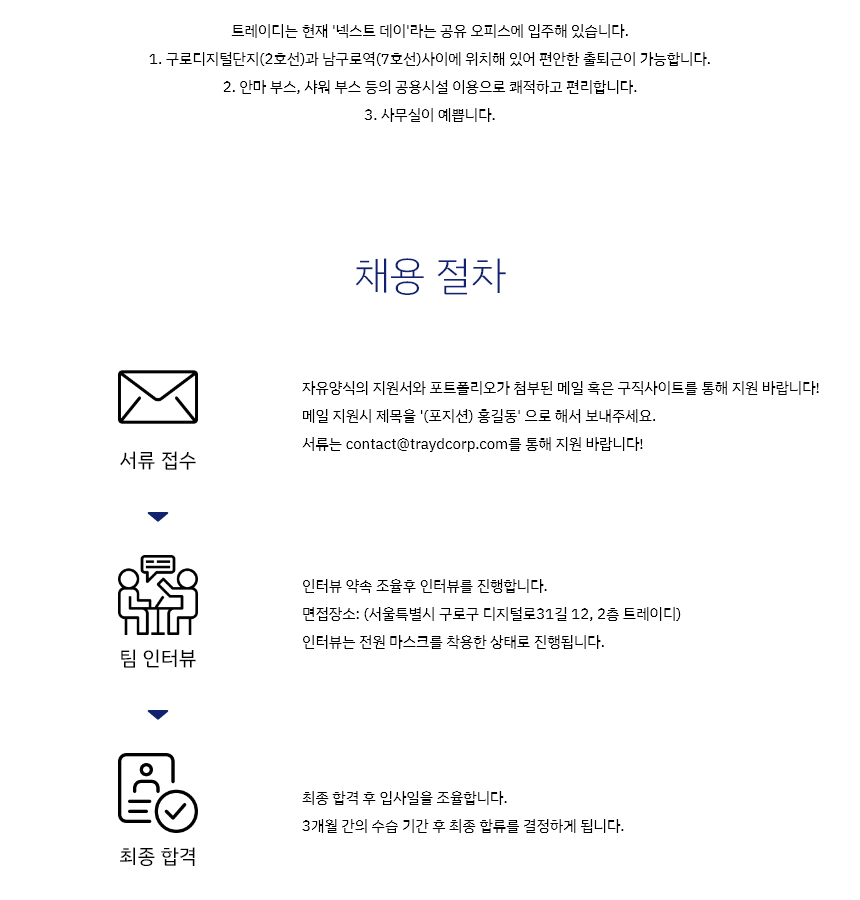 트레이디는 현재 '넥스트 데이'라는 공유 오피스에 입주해 있습니다.
1. 구로디지털단지(2호선)과 남구로역(7호선)사이에 위치해 있어 편안한 출퇴근이 가능합니다.
2. 안마 부스, 샤워 부스 등의 공용시설 이용으로 쾌적하고 편리합니다.
3. 사무실이 예쁩니다.
채용 절차
자유양식의 지원서와 포트폴리오가 첨부된 메일 혹은 구직사이트를 통해 지원 바랍니다!
메일 지원시 제목을 '(포지션) 홍길동' 으로 해서 보내주세요.
서류는 contact@traydcorp.com를 통해 지원 바랍니다!
서류 접수
인터뷰 약속 조율후 인터뷰를 진행합니다.
면접장소: (서울특별시 구로구 디지털로31길 12, 2층 트레이디)
인터뷰는 전원 마스크를 착용한 상태로 진행됩니다.
팀 인터뷰
최종 합격 후 입사일을 조율합니다.
3개월 간의 수습 기간 후 최종 합류를 결정하게 됩니다.
최종 합격